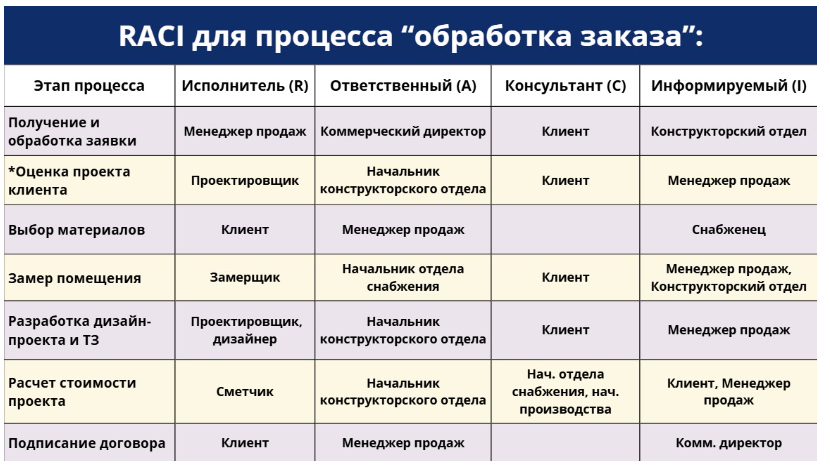 RACI для процесса “обработка заказа”:
Этап процесса
Исполнитель (R)
Ответственный (A)
Консультант (C)
Информируемый (I)
Получение и
обработка заявки
Менеджер продаж
Коммерческий директор
Клиент
Конструкторский отдел
*Оценка проекта
клиента
Проектировщик
Начальник
конструкторского отдела
Клиент
Менеджер продаж
Выбор материалов
Клиент
Менеджер продаж
Снабженец
Замер помещения
Замерщик
Начальник отдела
снабжения
Клиент
Менеджер продаж,
Конструкторский отдел
Разработка дизайн-
проекта и ТЗ
Проектировщик,
дизайнер
Начальник
конструкторского отдела
Клиент
Менеджер продаж
Расчет стоимости
проекта
Сметчик
Начальник
конструкторского отдела
Нач. отдела
снабжения, нач.
производства
Клиент, Менеджер
продаж
Подписание договора
Клиент
Менеджер продаж
Комм. директор